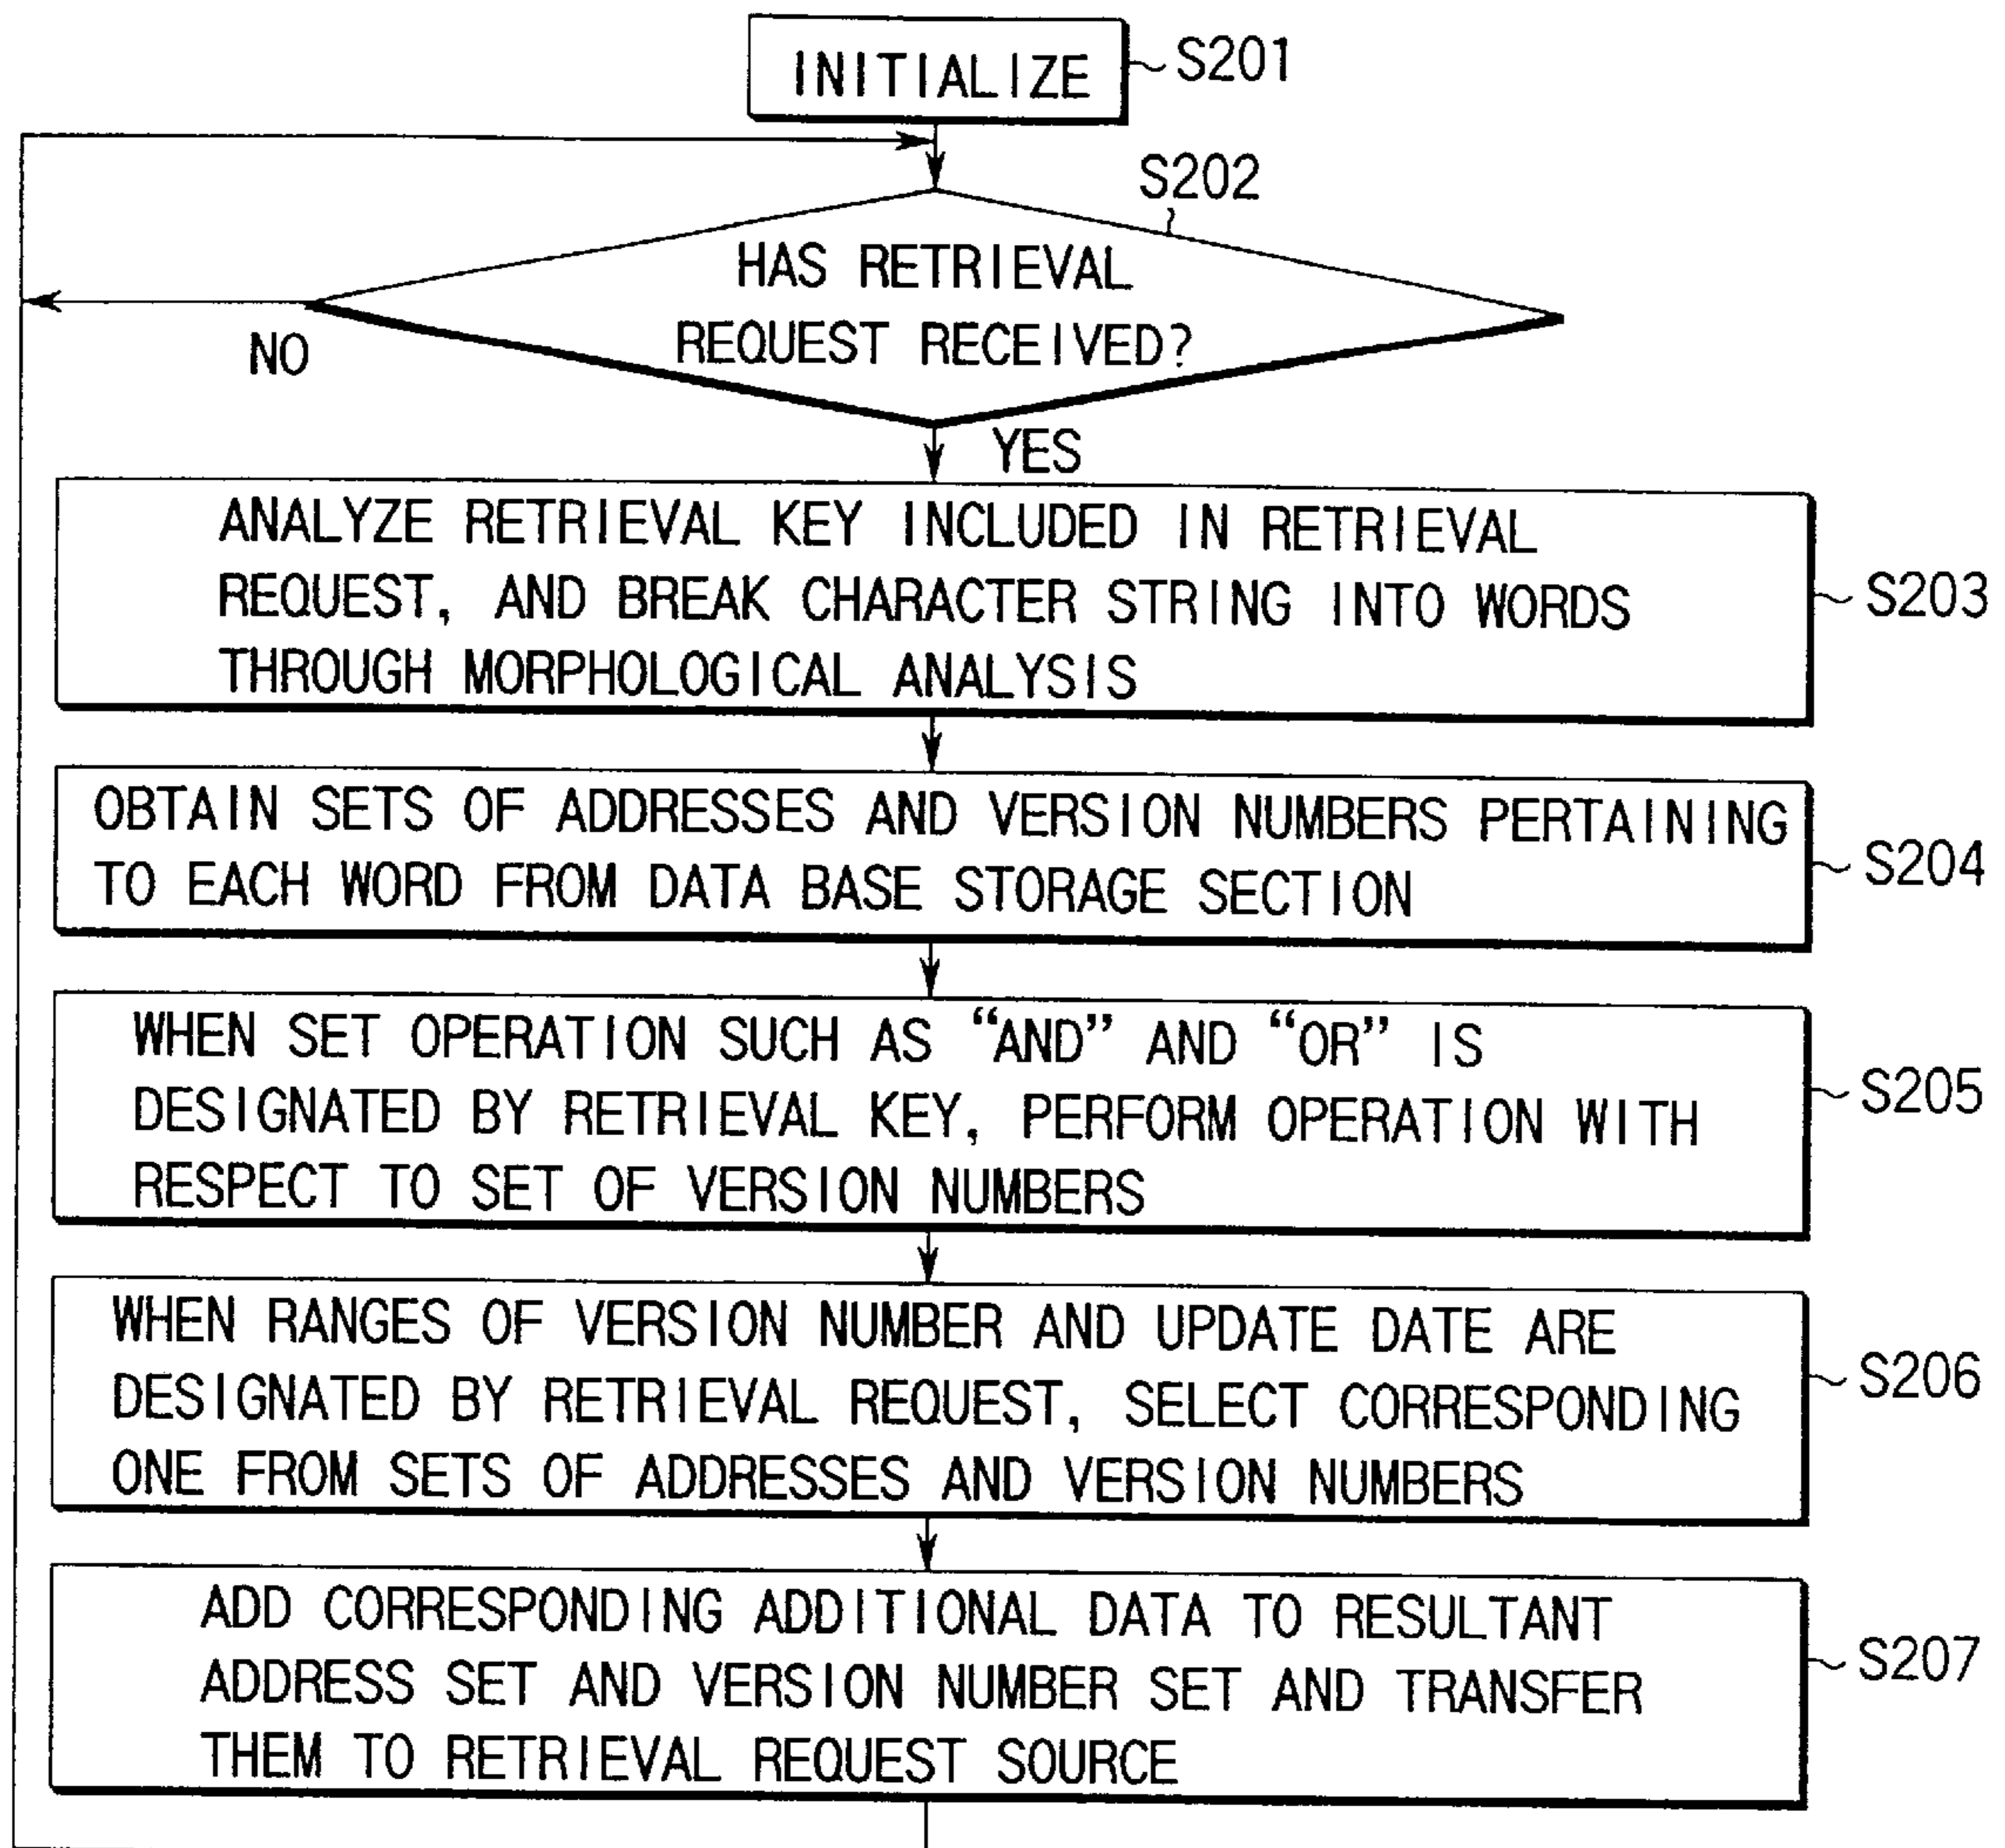 INITIALIZE
S201
S202
HAS RETRIEVAL
REQUEST RECEIVED?
NO
YES
ANALYZE RETRIEVAL KEY INCLUDED IN RETRIEVAL
REQUEST, AND BREAK CHARACTER STRING INTO WORDS
THROUGH MORPHOLOGICAL ANALYSIS
S203
OBTAIN SETS OF ADDRESSES AND VERSION NUMBERS PERTAINING
TO EACH WORD FROM DATA BASE STORAGE SECTION
S204
WHEN SET OPERATION SUCH AS “AND” AND “OR” IS
DESIGNATED BY RETRIEVAL KEY, PERFORM OPERATION WITH
RESPECT TO SET OF VERSION NUMBERS
S205
WHEN RANGES OF VERSION NUMBER AND UPDATE DATE ARE
DESIGNATED BY RETRIEVAL REQUEST, SELECT CORRESPONDING
ONE FROM SETS OF ADDRESSES AND VERSION NUMBERS
S206
ADD CORRESPONDING ADDITIONAL DATA TO RESULTANT
ADDRESS SET AND VERSION NUMBER SET AND TRANSFER
THEM TO RETRIEVAL REQUEST SOURCE
S207